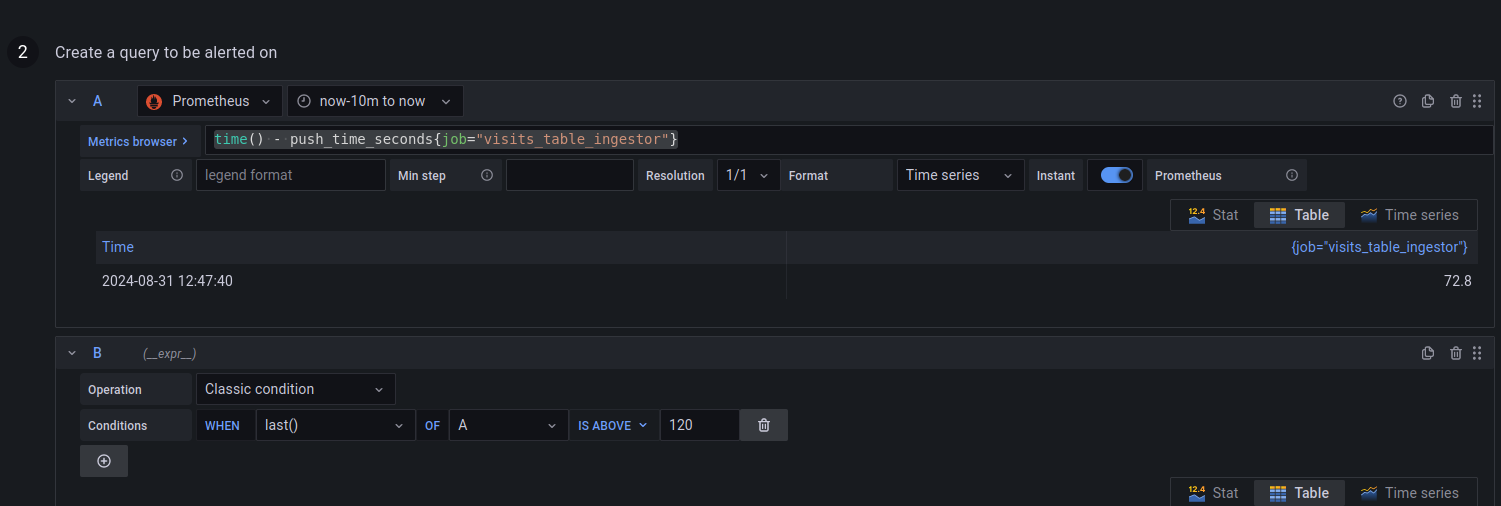 2 Create a query to be alerted on
A Prometheus now-10m to now
Metrics browser > time() - push_time_seconds{job="visits_table_ingestor"}
Legend legend format Min step Resolution 1/1 Format Time series Instant Prometheus
12.4 Stat Table Time series
Time {job="visits_table_ingestor"}
2024-08-31 12:47:40 72.8
B (__expr__)
Operation Classic condition
Conditions WHEN last() OF A IS ABOVE 120
12.4 Stat Table Time series